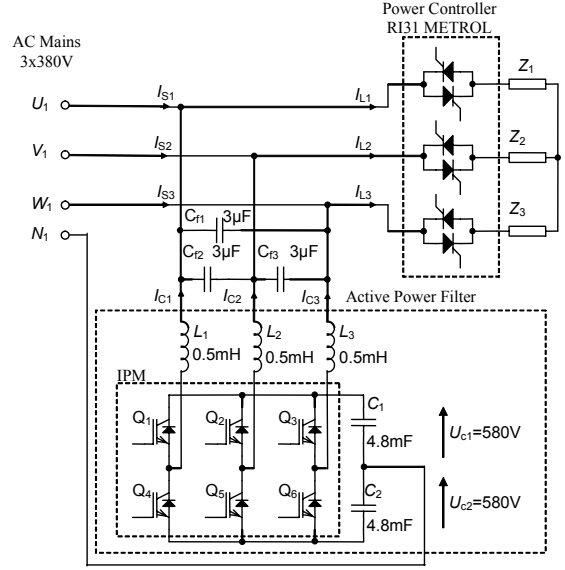 Power Controller
RI31 METROL
AC Mains
3x380V
Z1
U1
IS1
IL1
V1
IS2
IL2
Z2
W1
IS3
IL3
Z3
N1
Cf1
3μF
Cf2
3μF
Cf3
3μF
IC1
IC2
IC3
Active Power Filter
L1
L2
L3
0.5mH
0.5mH
0.5mH
IPM
Q1
Q2
Q3
C1
4.8mF
Uc1=580V
Q4
Q5
Q6
C2
4.8mF
Uc2=580V